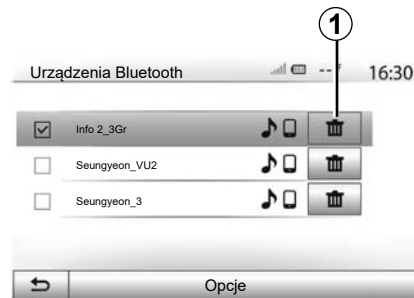 1
Urządzenia Bluetooth --° 16:30
Info 2_3Gr
Seungyeon_VU2
Seungyeon_3
Opcje